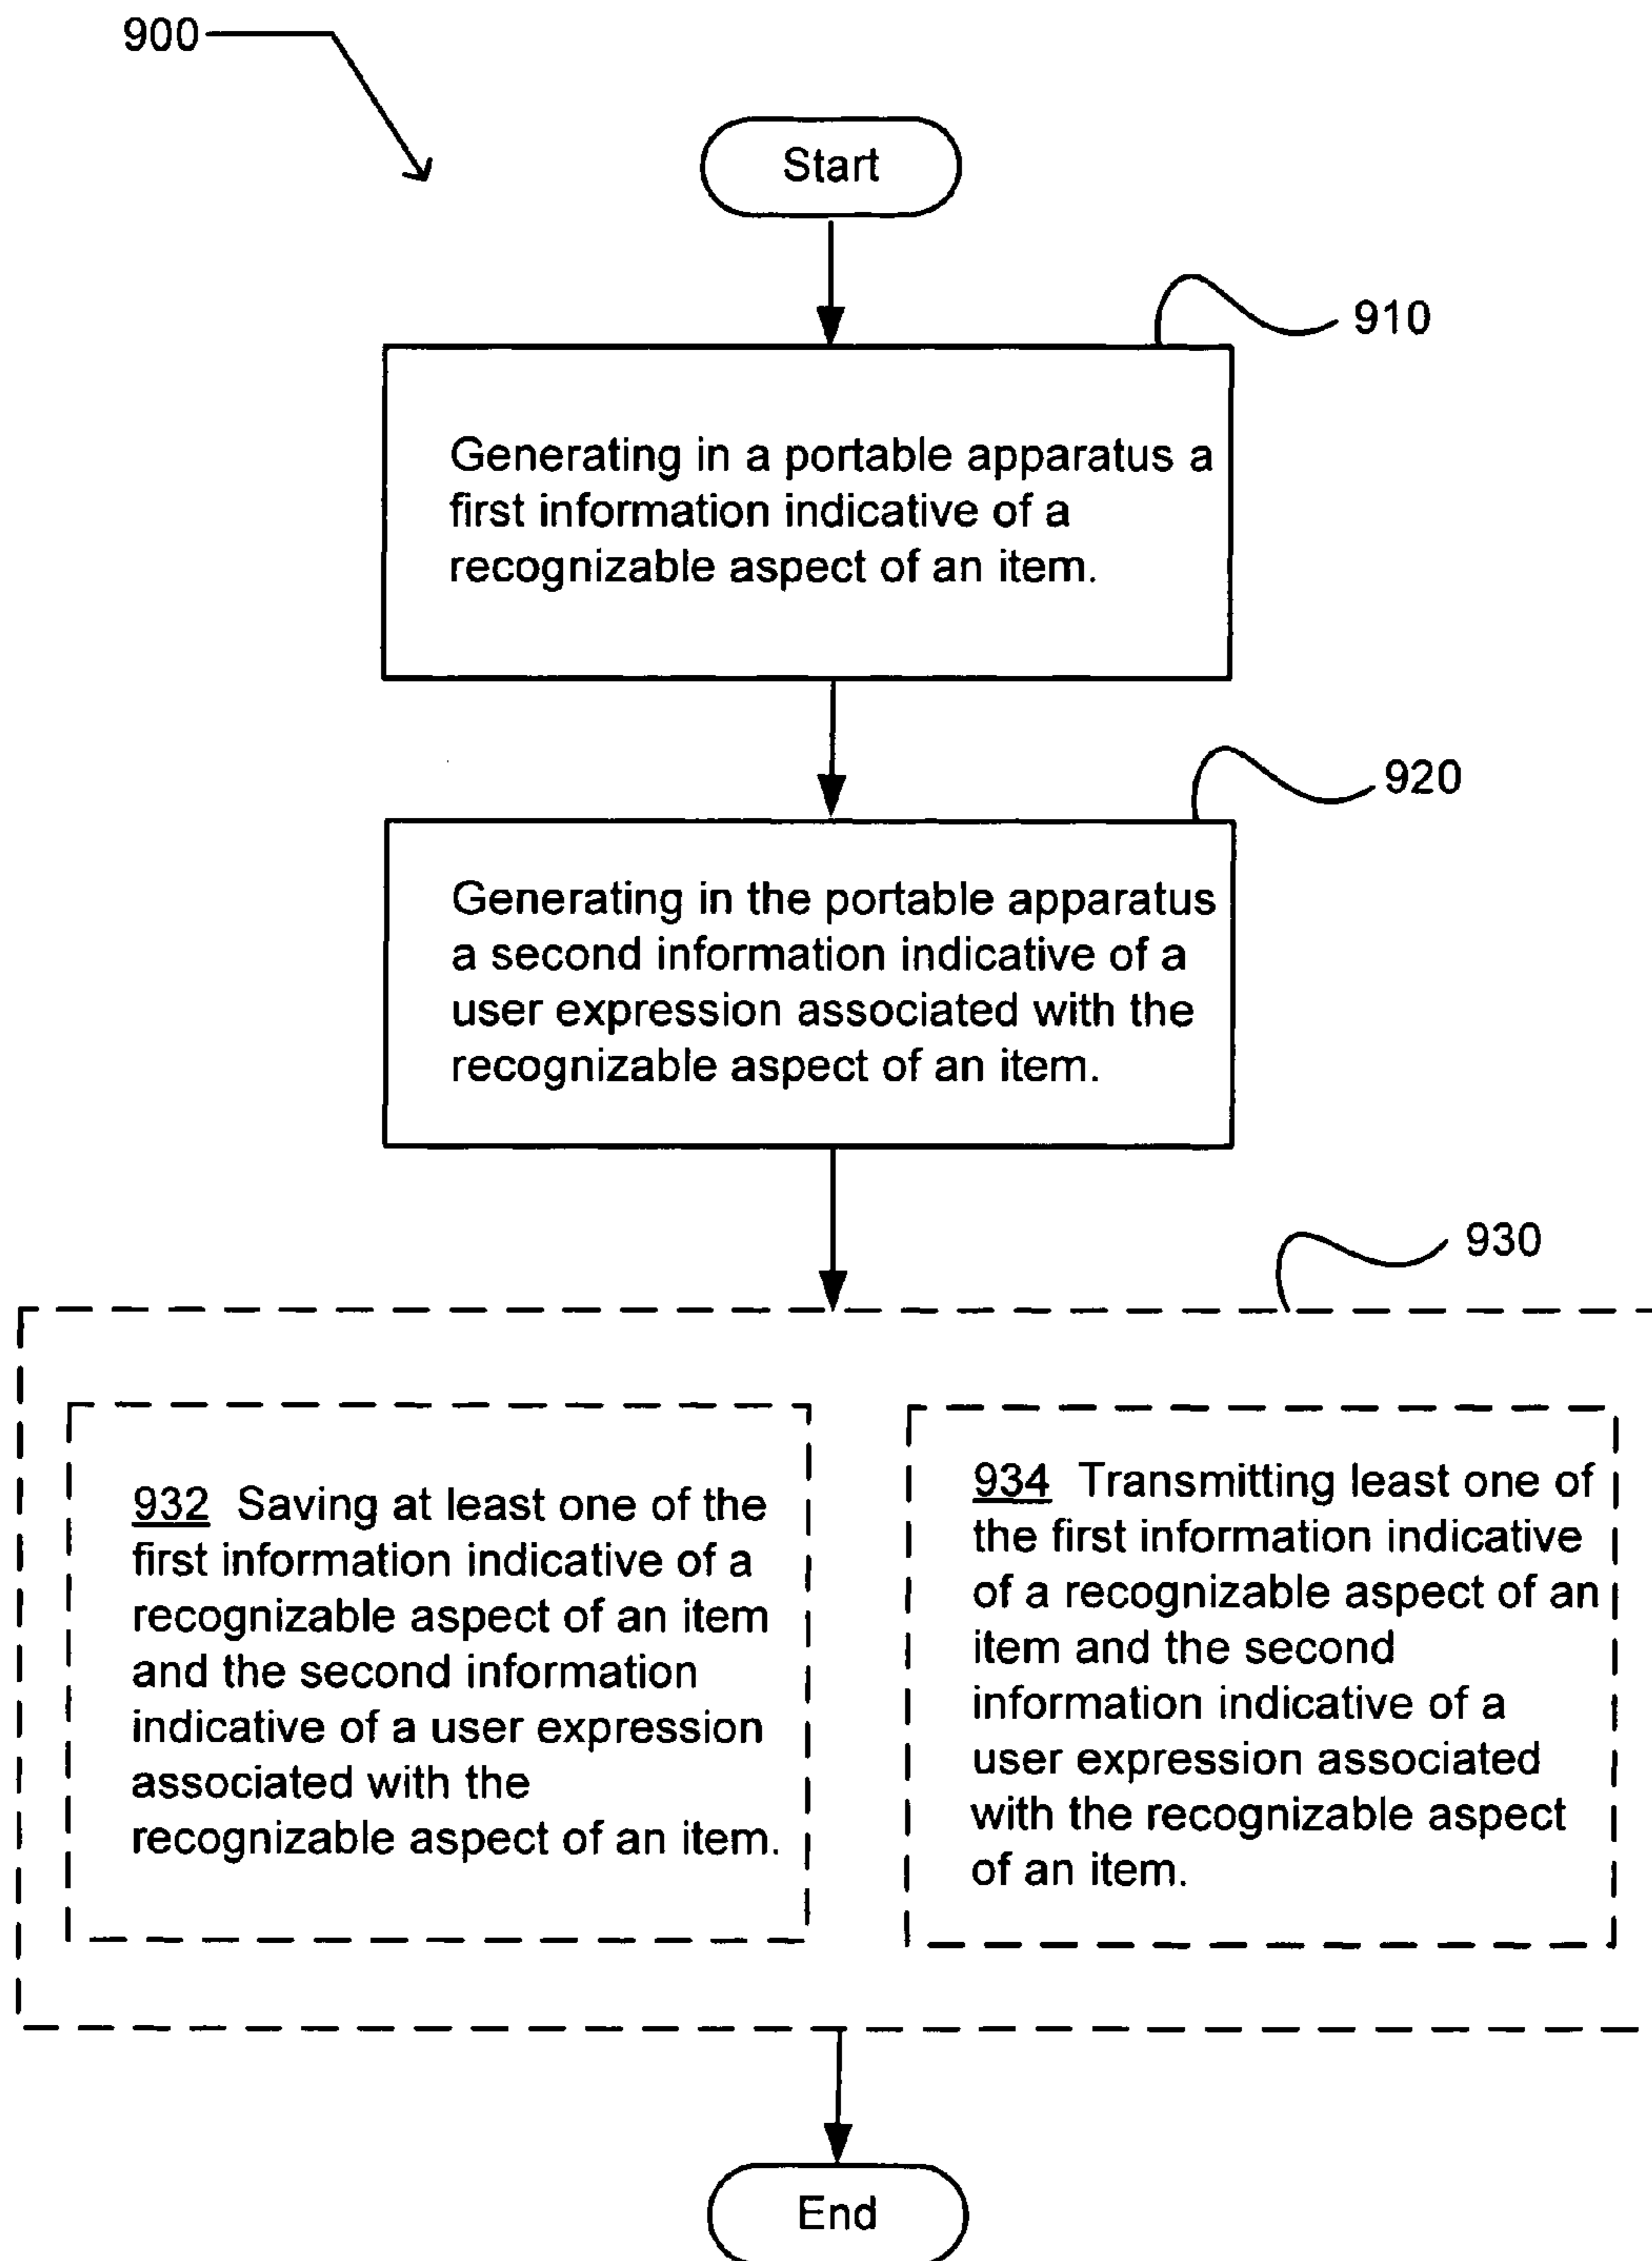 900
Start
910
Generating in a portable apparatus a
first information indicative of a
recognizable aspect of an item.
920
Generating in the portable apparatus
a second information indicative of a
user expression associated with the
recognizable aspect of an item.
930
932 Saving at least one of the
first information indicative of a
recognizable aspect of an item
and the second information
indicative of a user expression
associated with the
recognizable aspect of an item.
934 Transmitting least one of
the first information indicative
of a recognizable aspect of an
item and the second
information indicative of a
user expression associated
with the recognizable aspect
of an item.
End